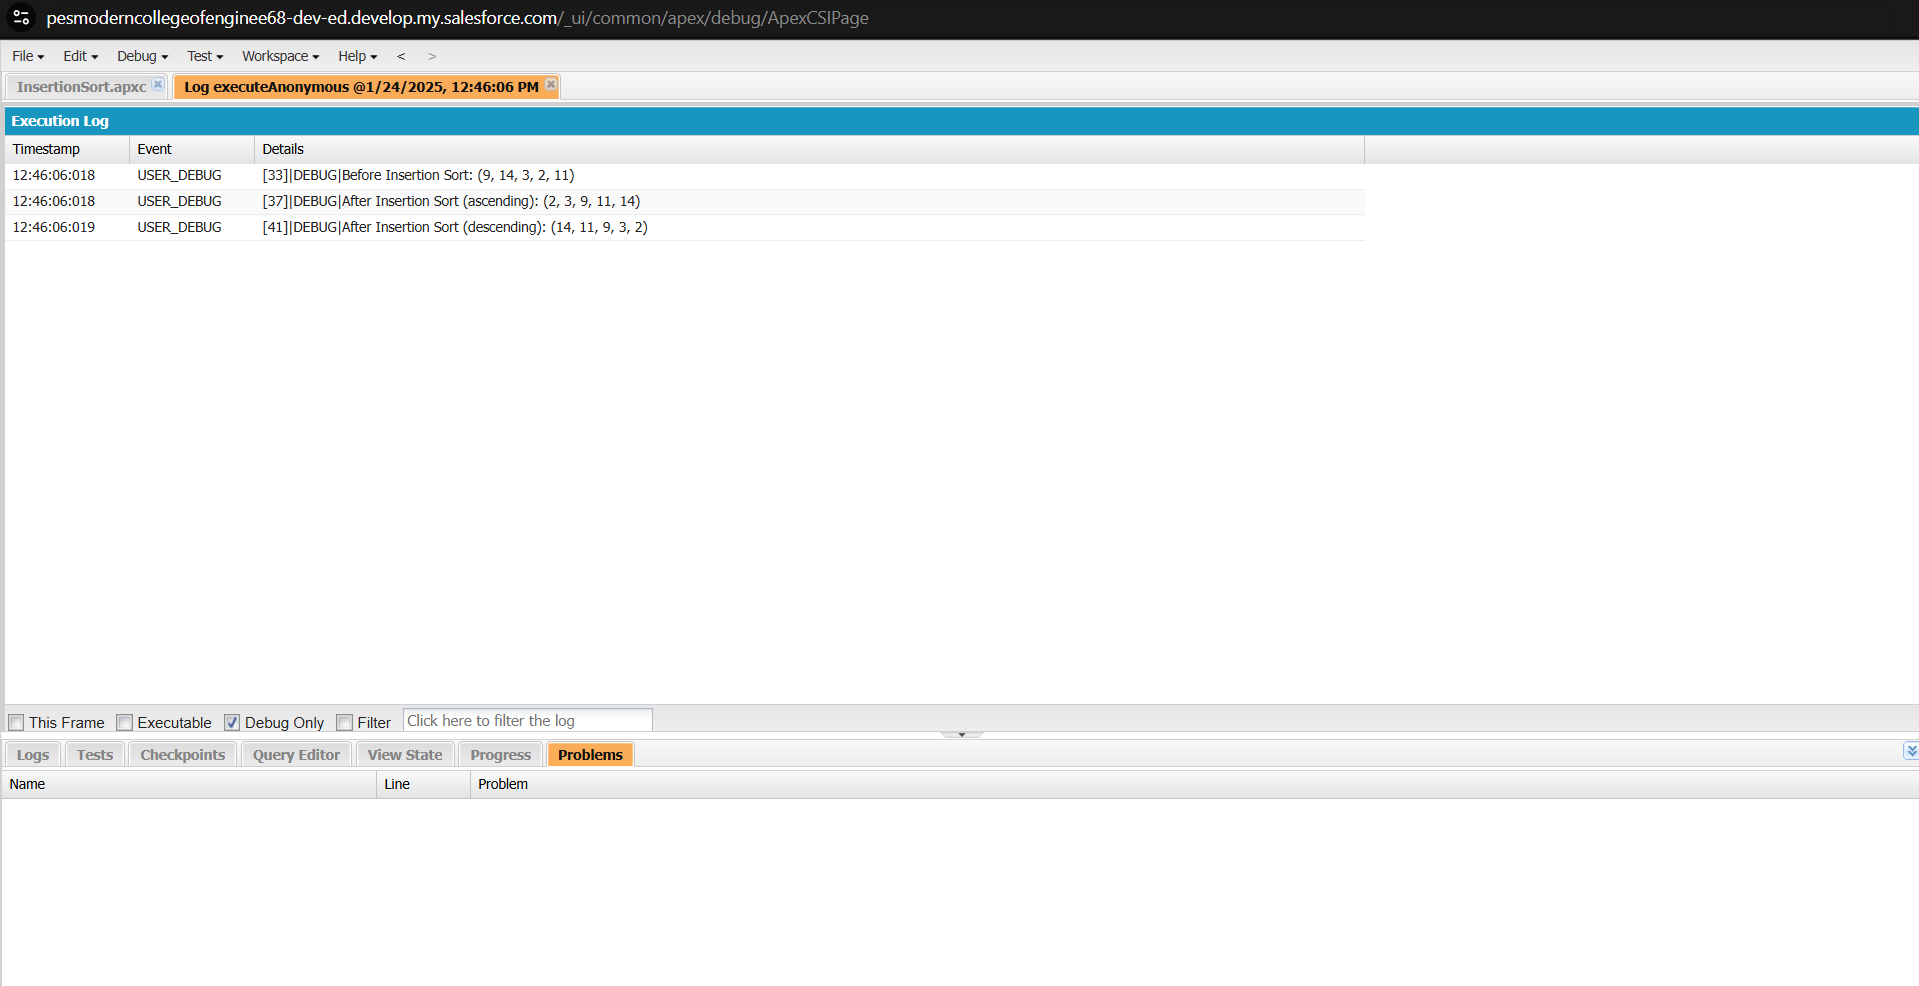 pesmoderncollegeofenginee68-dev-ed.develop.my.salesforce.com/_ui/common/apex/debug/ApexCSIPage
File Edit Debug Test Workspace Help < >
InsertionSort.apxc Log executeAnonymous @1/24/2025, 12:46:06 PM
Execution Log
Timestamp Event Details
12:46:06:018 USER_DEBUG [33]|DEBUG|Before Insertion Sort: (9, 14, 3, 2, 11)
12:46:06:018 USER_DEBUG [37]|DEBUG|After Insertion Sort (ascending): (2, 3, 9, 11, 14)
12:46:06:019 USER_DEBUG [41]|DEBUG|After Insertion Sort (descending): (14, 11, 9, 3, 2)
This Frame Executable Debug Only Filter Click here to filter the log
Logs Tests Checkpoints Query Editor View State Progress Problems
Name Line Problem